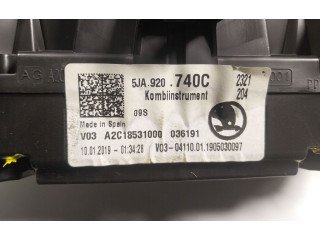 5JA.920.740C 2321
Kombiinstrument 204
09S
Made in Spain
V03 A2C18531000 036191
10.01.2019 - 01:34:28 V03-04110.01.1905030097